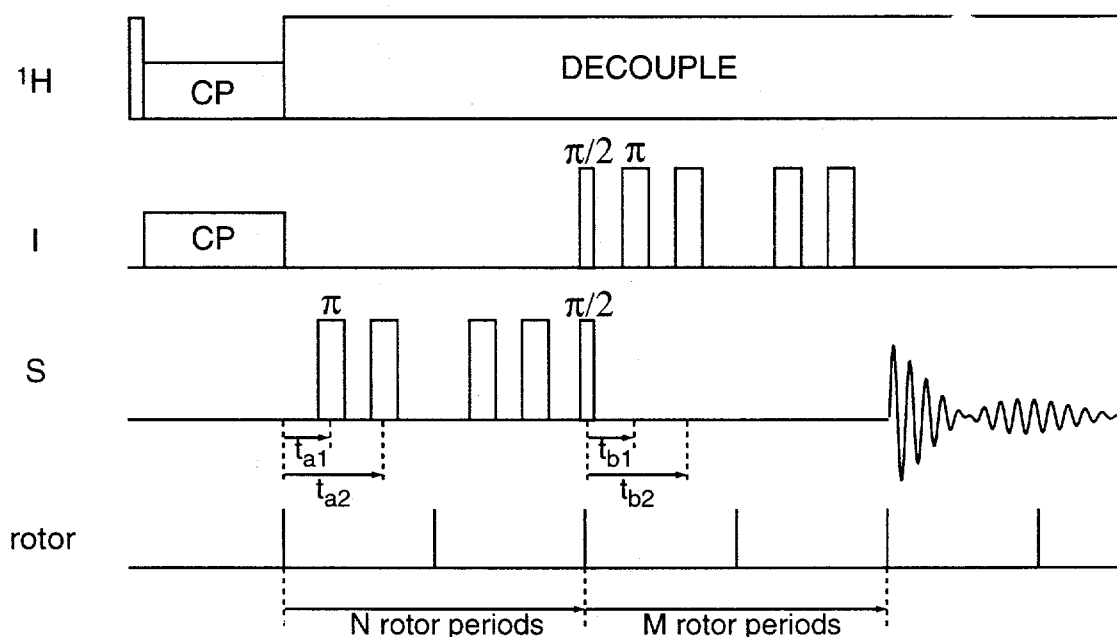 ¹H
CP
DECOUPLE
π/2 π
I
CP
π
π/2
S
t_a1
t_b1
t_a2
t_b2
rotor
N rotor periods
M rotor periods